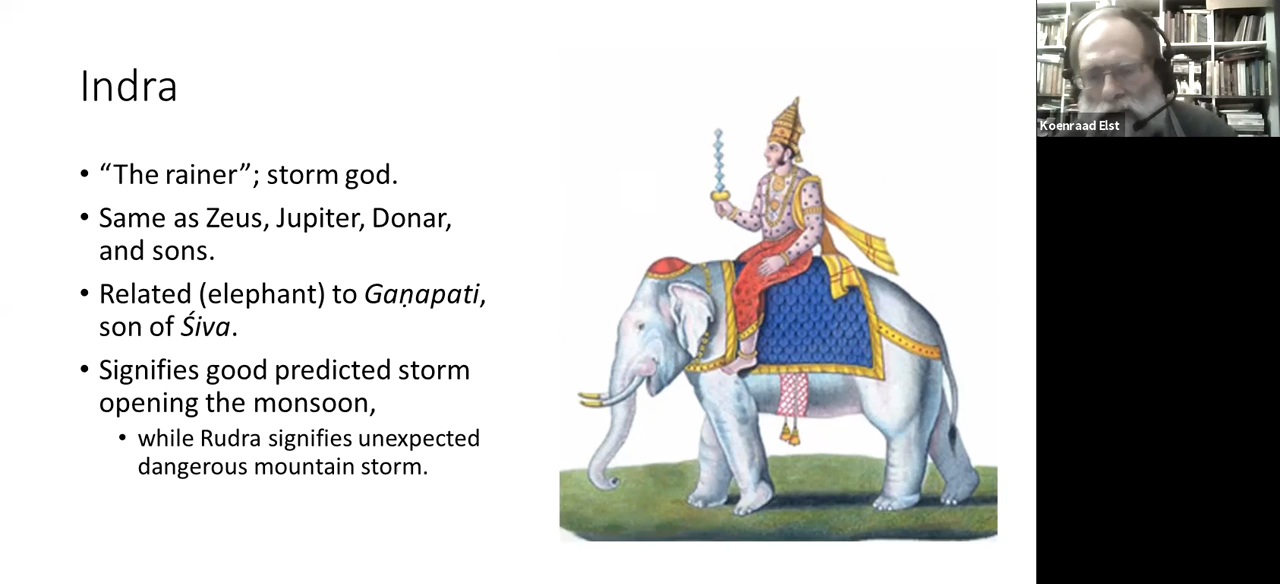 Indra
• “The rainer”; storm god.
• Same as Zeus, Jupiter, Donar,
and sons.
• Related (elephant) to Gaṇapati,
son of Śiva.
• Signifies good predicted storm
opening the monsoon,
• while Rudra signifies unexpected
dangerous mountain storm.
Koenraad Elst